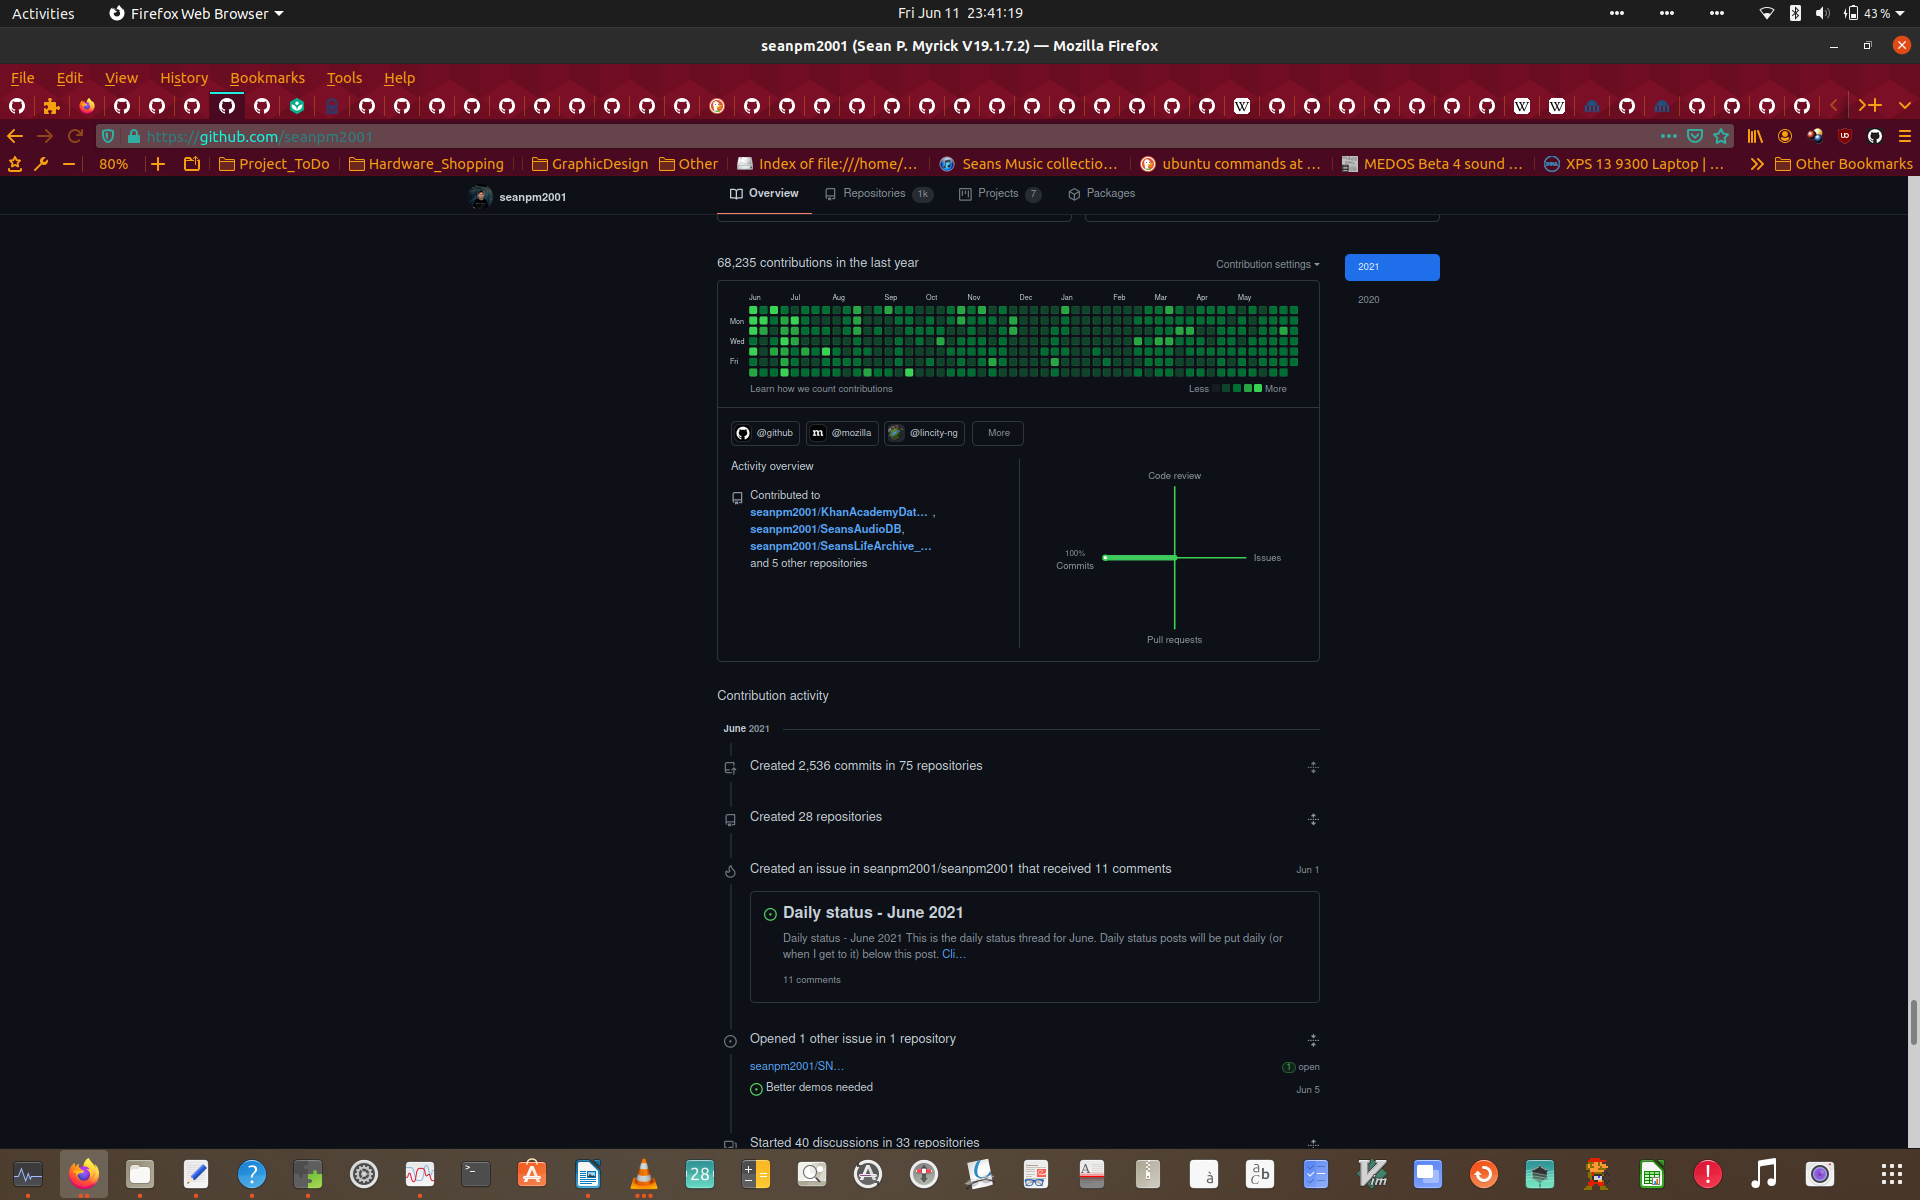 Activities Firefox Web Browser Fri Jun 11 23:41:19 43 %
seanpm2001 (Sean P. Myrick V19.1.7.2) — Mozilla Firefox
File Edit View History Bookmarks Tools Help
https://github.com/seanpm2001
80% Project_ToDo Hardware_Shopping GraphicDesign Other Index of file:///home/... Seans Music collectio... ubuntu commands at ... MEDOS Beta 4 sound ... XPS 13 9300 Laptop | ... Other Bookmarks
seanpm2001 Overview Repositories 1k Projects 7 Packages
68,235 contributions in the last year Contribution settings 2021
2020
Jun Jul Aug Sep Oct Nov Dec Jan Feb Mar Apr May
Mon
Wed
Fri
Learn how we count contributions Less More
@github m @mozilla @lincity-ng More
Activity overview
Code review
Contributed to
seanpm2001/KhanAcademyDat... ,
seanpm2001/SeansAudioDB,
seanpm2001/SeansLifeArchive_...
and 5 other repositories
100%
Commits
Issues
Pull requests
Contribution activity
June 2021
Created 2,536 commits in 75 repositories
Created 28 repositories
Created an issue in seanpm2001/seanpm2001 that received 11 comments Jun 1
Daily status - June 2021
Daily status - June 2021 This is the daily status thread for June. Daily status posts will be put daily (or
when I get to it) below this post. Cli...
11 comments
Opened 1 other issue in 1 repository
seanpm2001/SN... 1 open
Better demos needed Jun 5
Started 40 discussions in 33 repositories
28